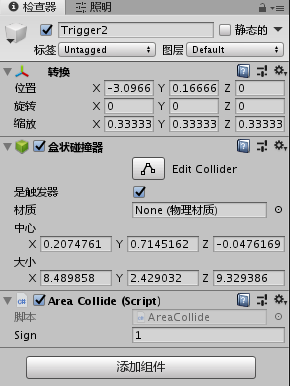 检查器 照明
Trigger2 静态的
标签 Untagged 图层 Default
转换
位置 X -3.0966 Y 0.16666 Z 0
旋转 X 0 Y 0 Z 0
缩放 X 0.33333 Y 0.33333 Z 0.33333
盒状碰撞器
Edit Collider
是触发器
材质 None (物理材质)
中心
X 0.2074761 Y 0.7145162 Z -0.0476169
大小
X 8.489858 Y 2.429032 Z 9.329386
Area Collide (Script)
脚本 AreaCollide
Sign 1
添加组件